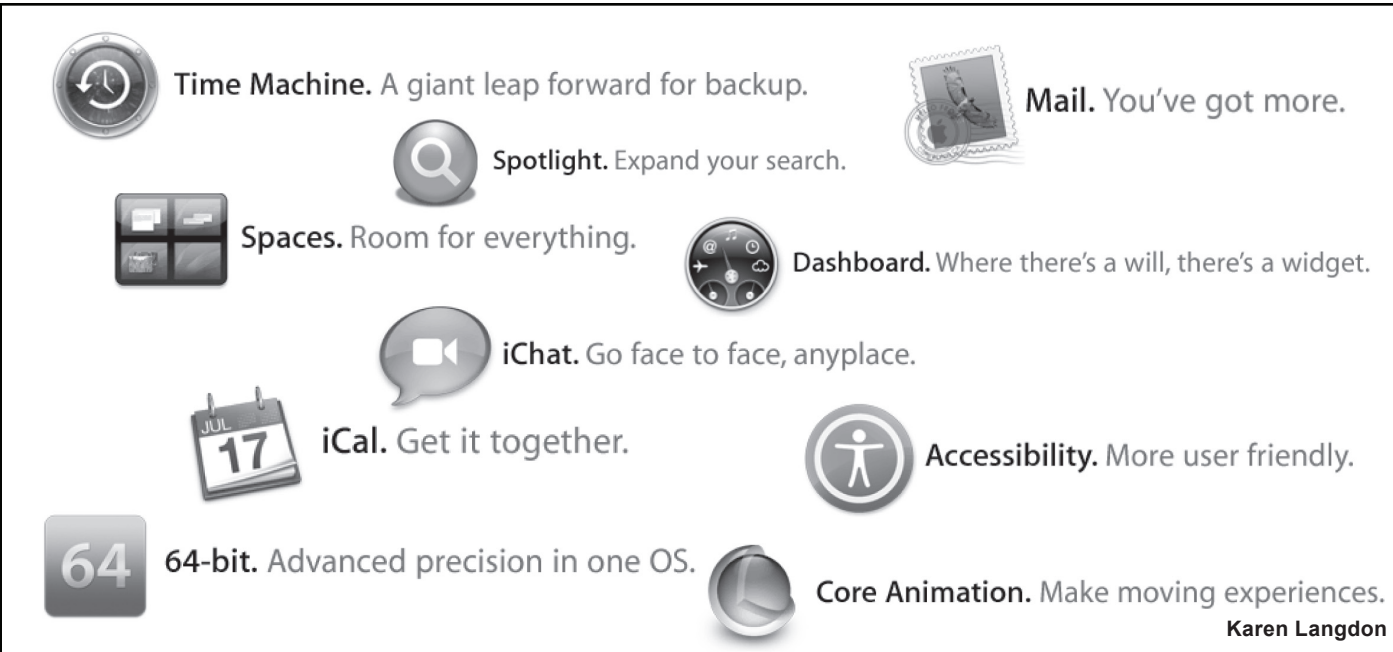 Time Machine. A giant leap forward for backup.
Mail. You've got more.
Spotlight. Expand your search.
Spaces. Room for everything.
Dashboard. Where there's a will, there's a widget.
iChat. Go face to face, anyplace.
JUL
17
iCal. Get it together.
Accessibility. More user friendly.
64
64-bit. Advanced precision in one OS.
Core Animation. Make moving experiences.
Karen Langdon